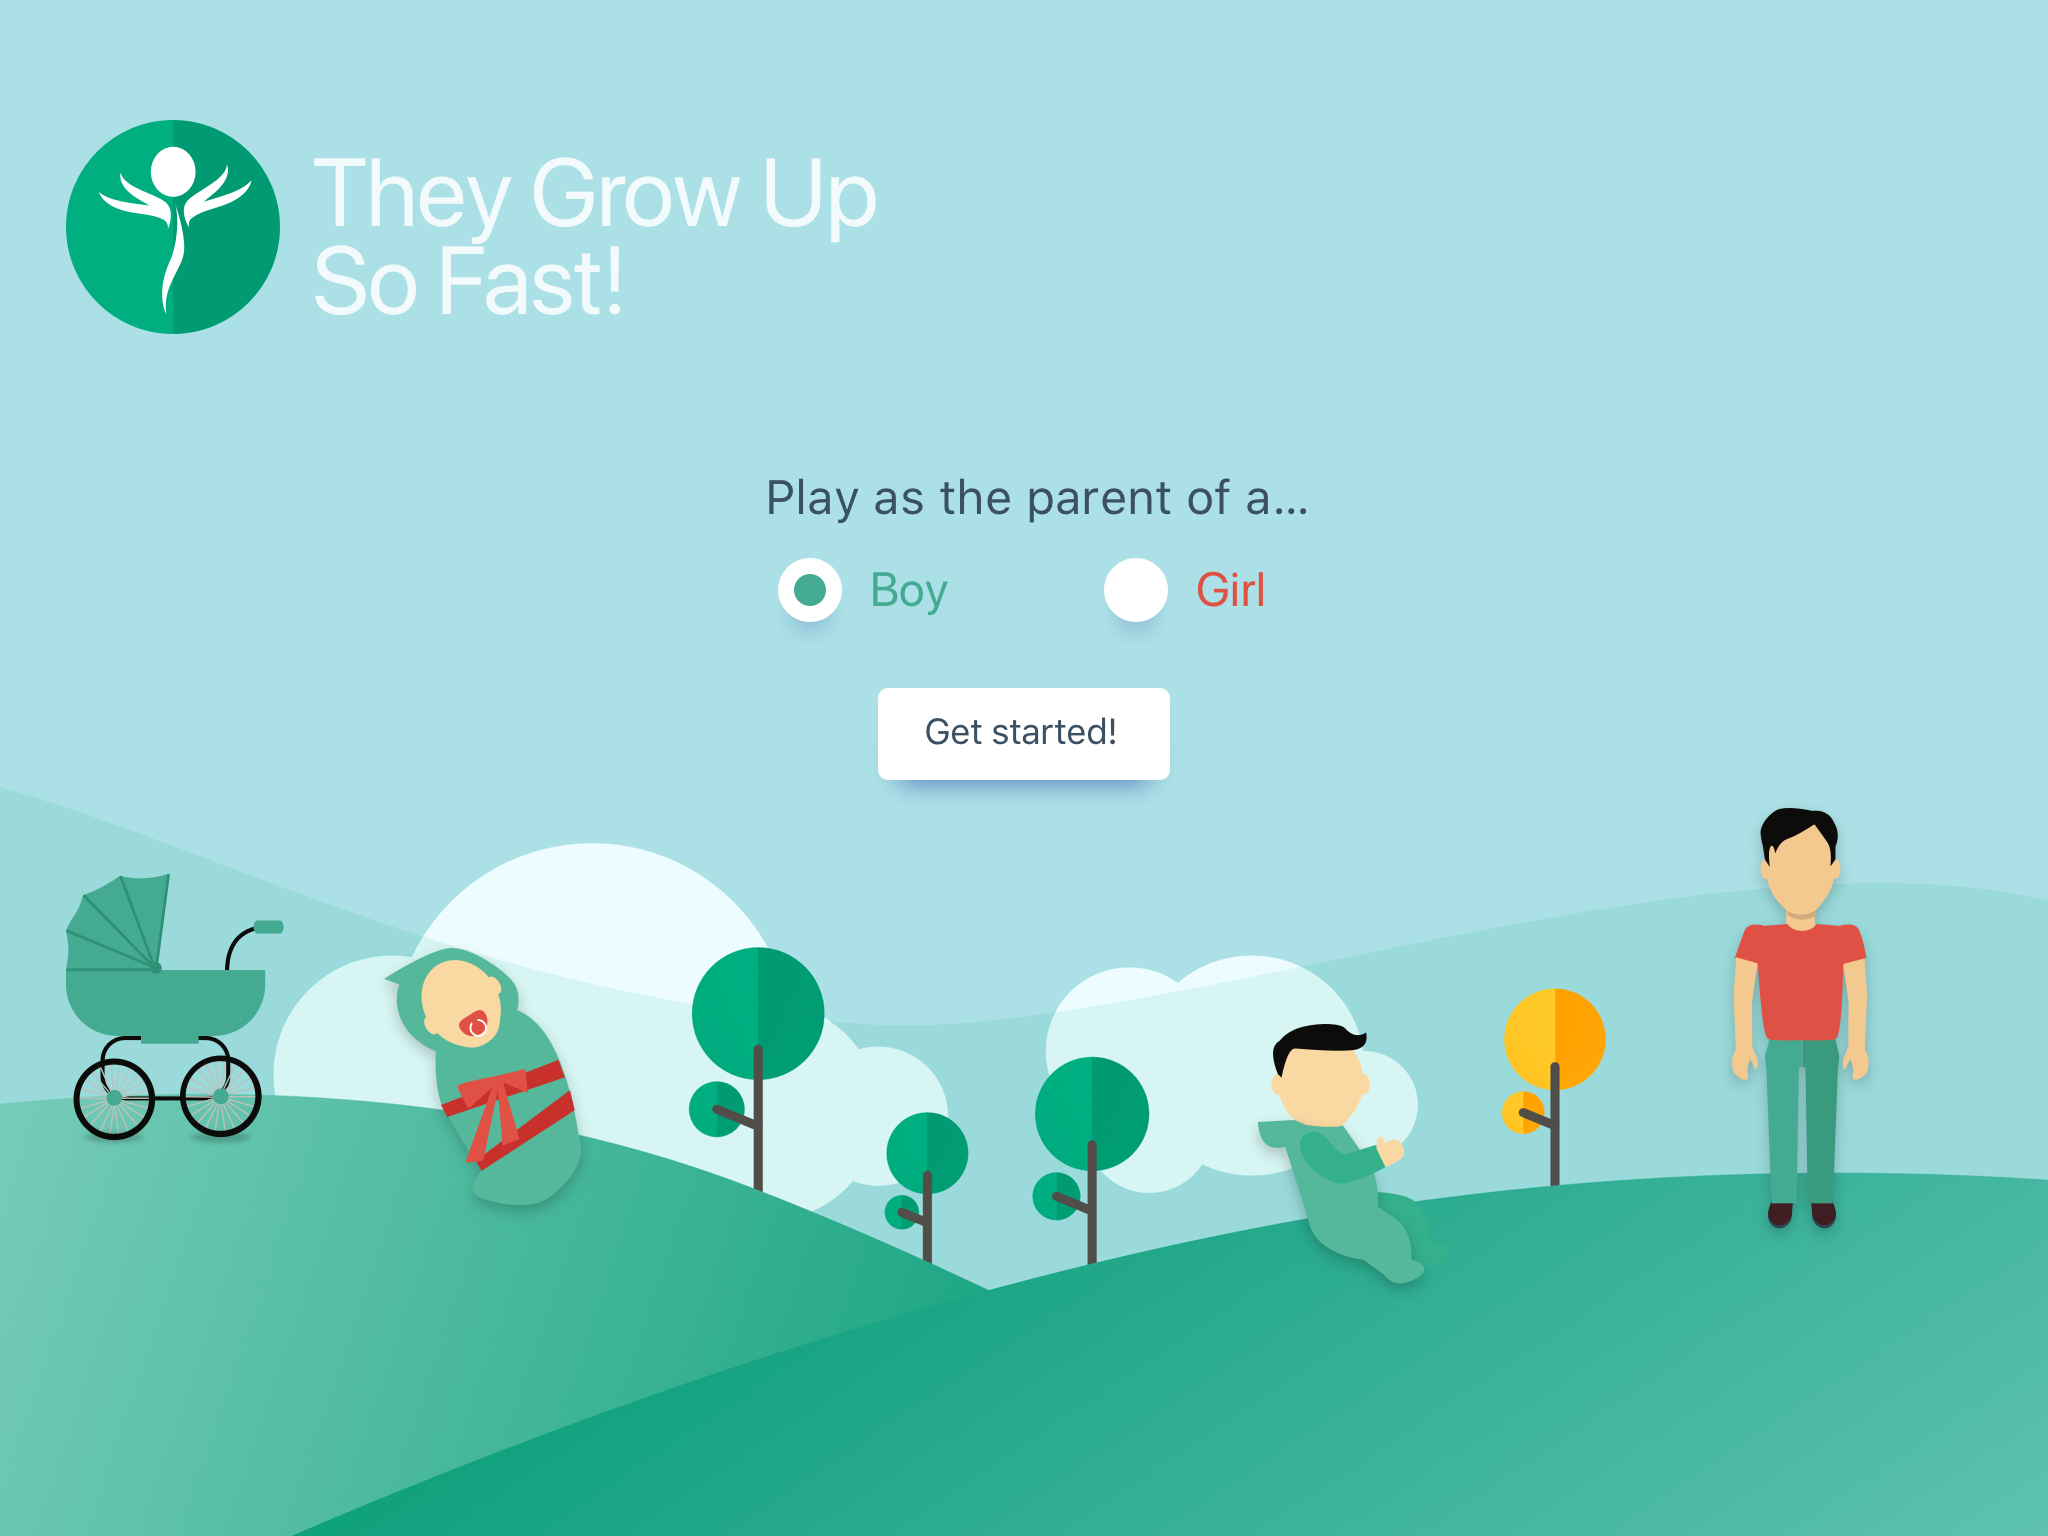 They Grow Up
So Fast!
Play as the parent of a...
Boy
Girl
Get started!